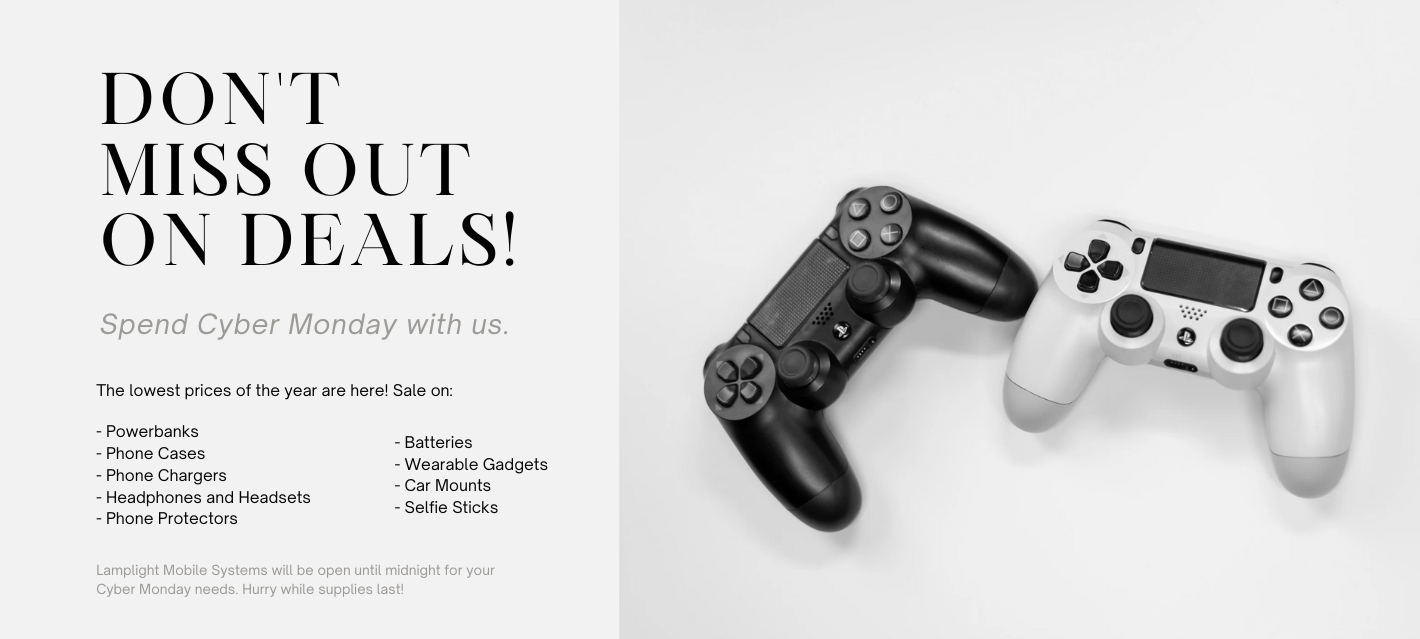 DON'T
MISS OUT
ON DEALS!
Spend Cyber Monday with us.
The lowest prices of the year are here! Sale on:
- Powerbanks
- Phone Cases
- Phone Chargers
- Headphones and Headsets
- Phone Protectors
- Batteries
- Wearable Gadgets
- Car Mounts
- Selfie Sticks
Lamplight Mobile Systems will be open until midnight for your
Cyber Monday needs. Hurry while supplies last!